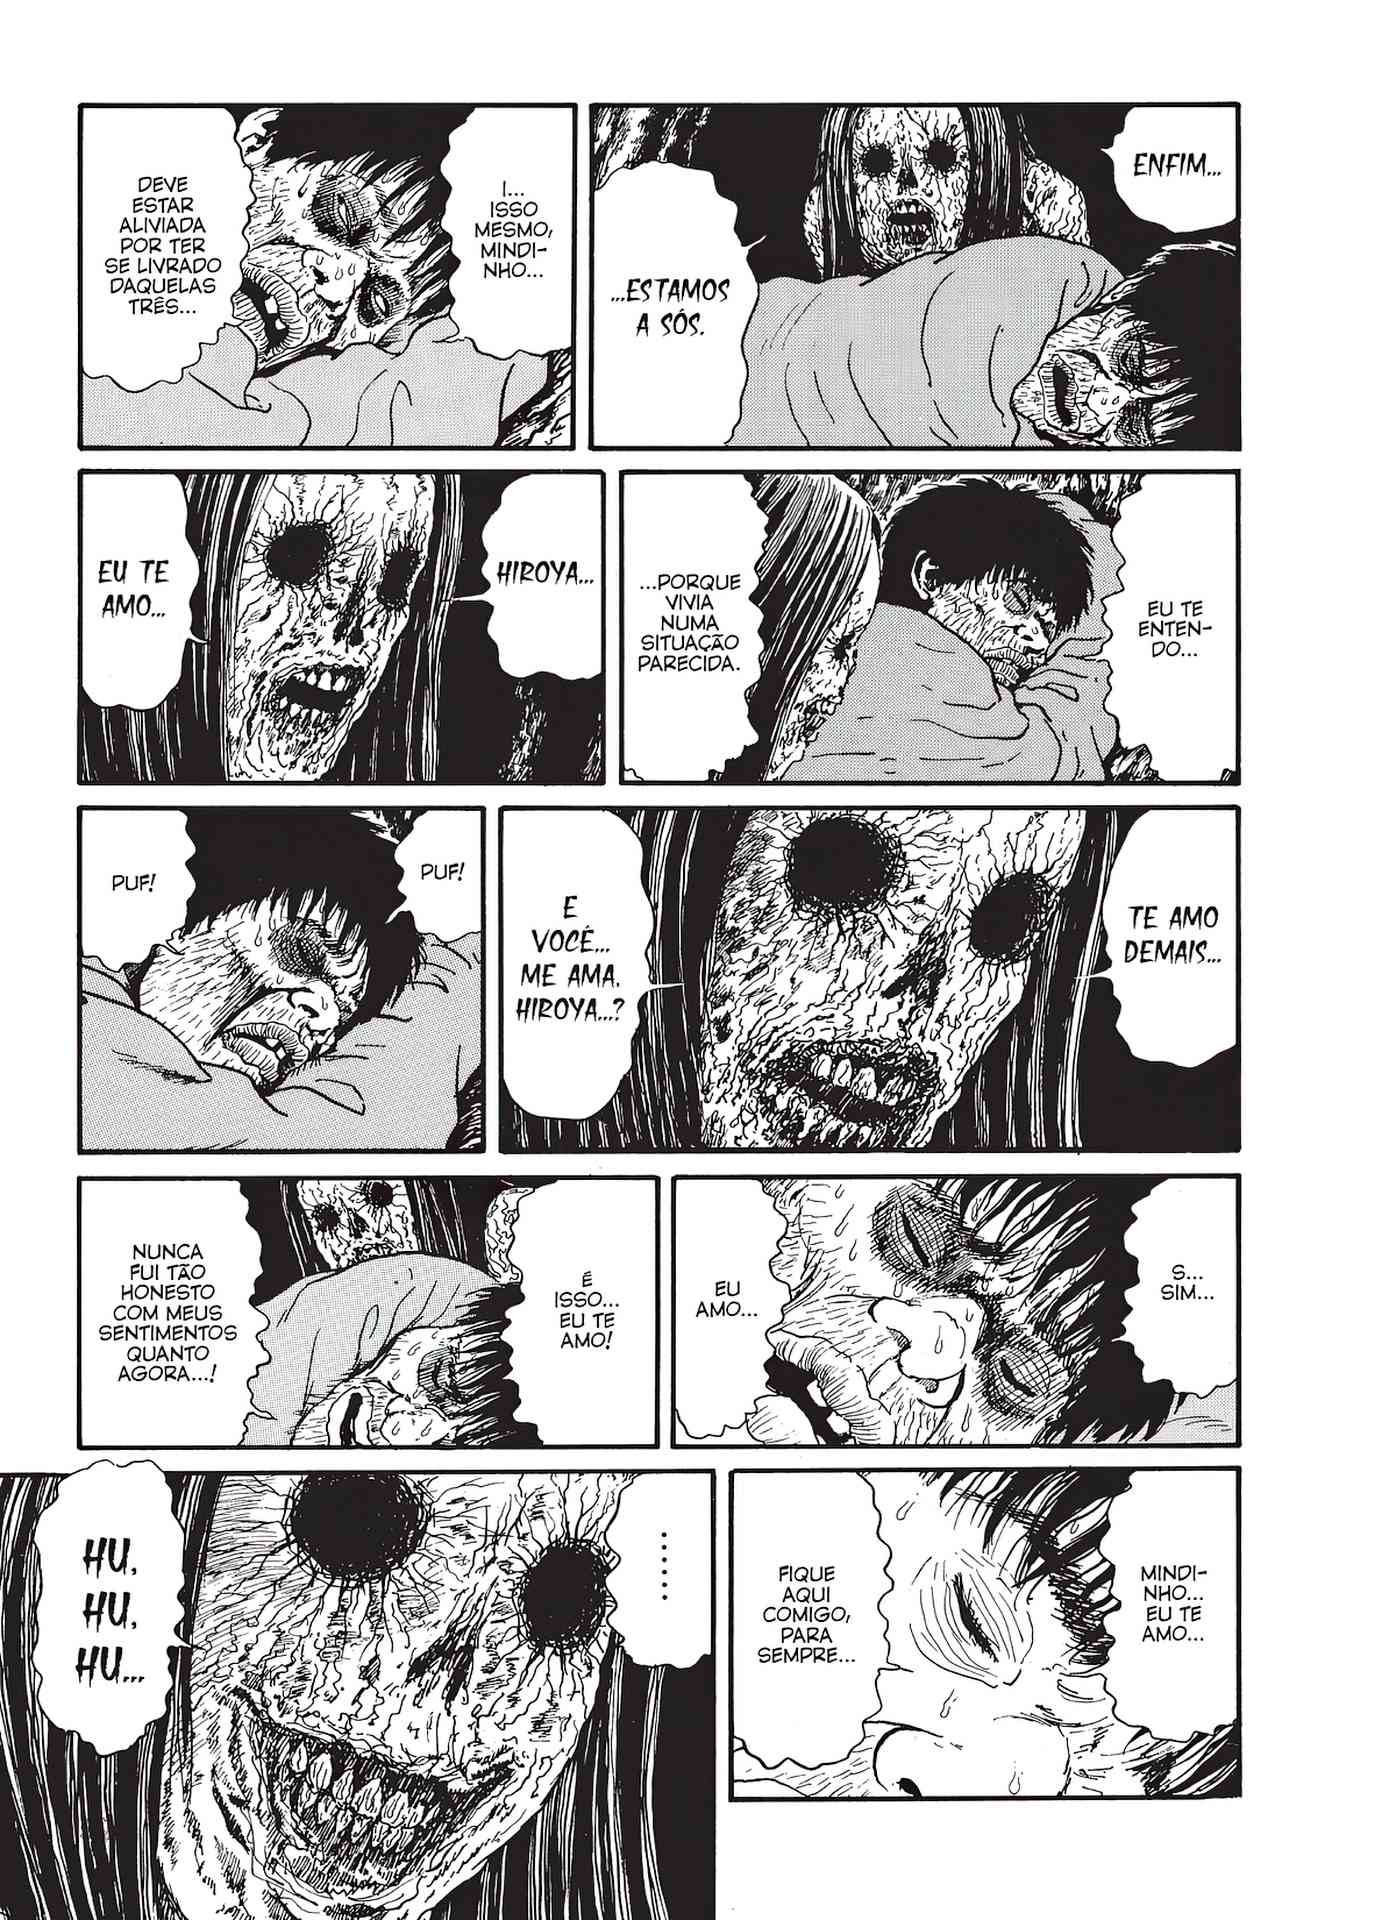 ENFIM...
...ESTAMOS
A SÓS.
I...
ISSO
MESMO,
MINDI-
NHO...
DEVE
ESTAR
ALIVIADA
POR TER
SE LIVRADO
DAQUELAS
TRÊS...
EU TE
ENTEN-
DO...
...PORQUE
VIVIA
NUMA
SITUAÇÃO
PARECIDA.
HIROYA...
EU TE
AMO...
TE AMO
DEMAIS...
E
VOCÊ...
ME AMA,
HIROYA...?
PUF!
PUF!
S...
SIM...
EU
AMO...
É
ISSO...
EU TE
AMO!
NUNCA
FUI TÃO
HONESTO
COM MEUS
SENTIMENTOS
QUANTO
AGORA...!
MINDI-
NHO...
EU TE
AMO...
FIQUE
AQUI
COMIGO,
PARA
SEMPRE...
......
HU,
HU,
HU...